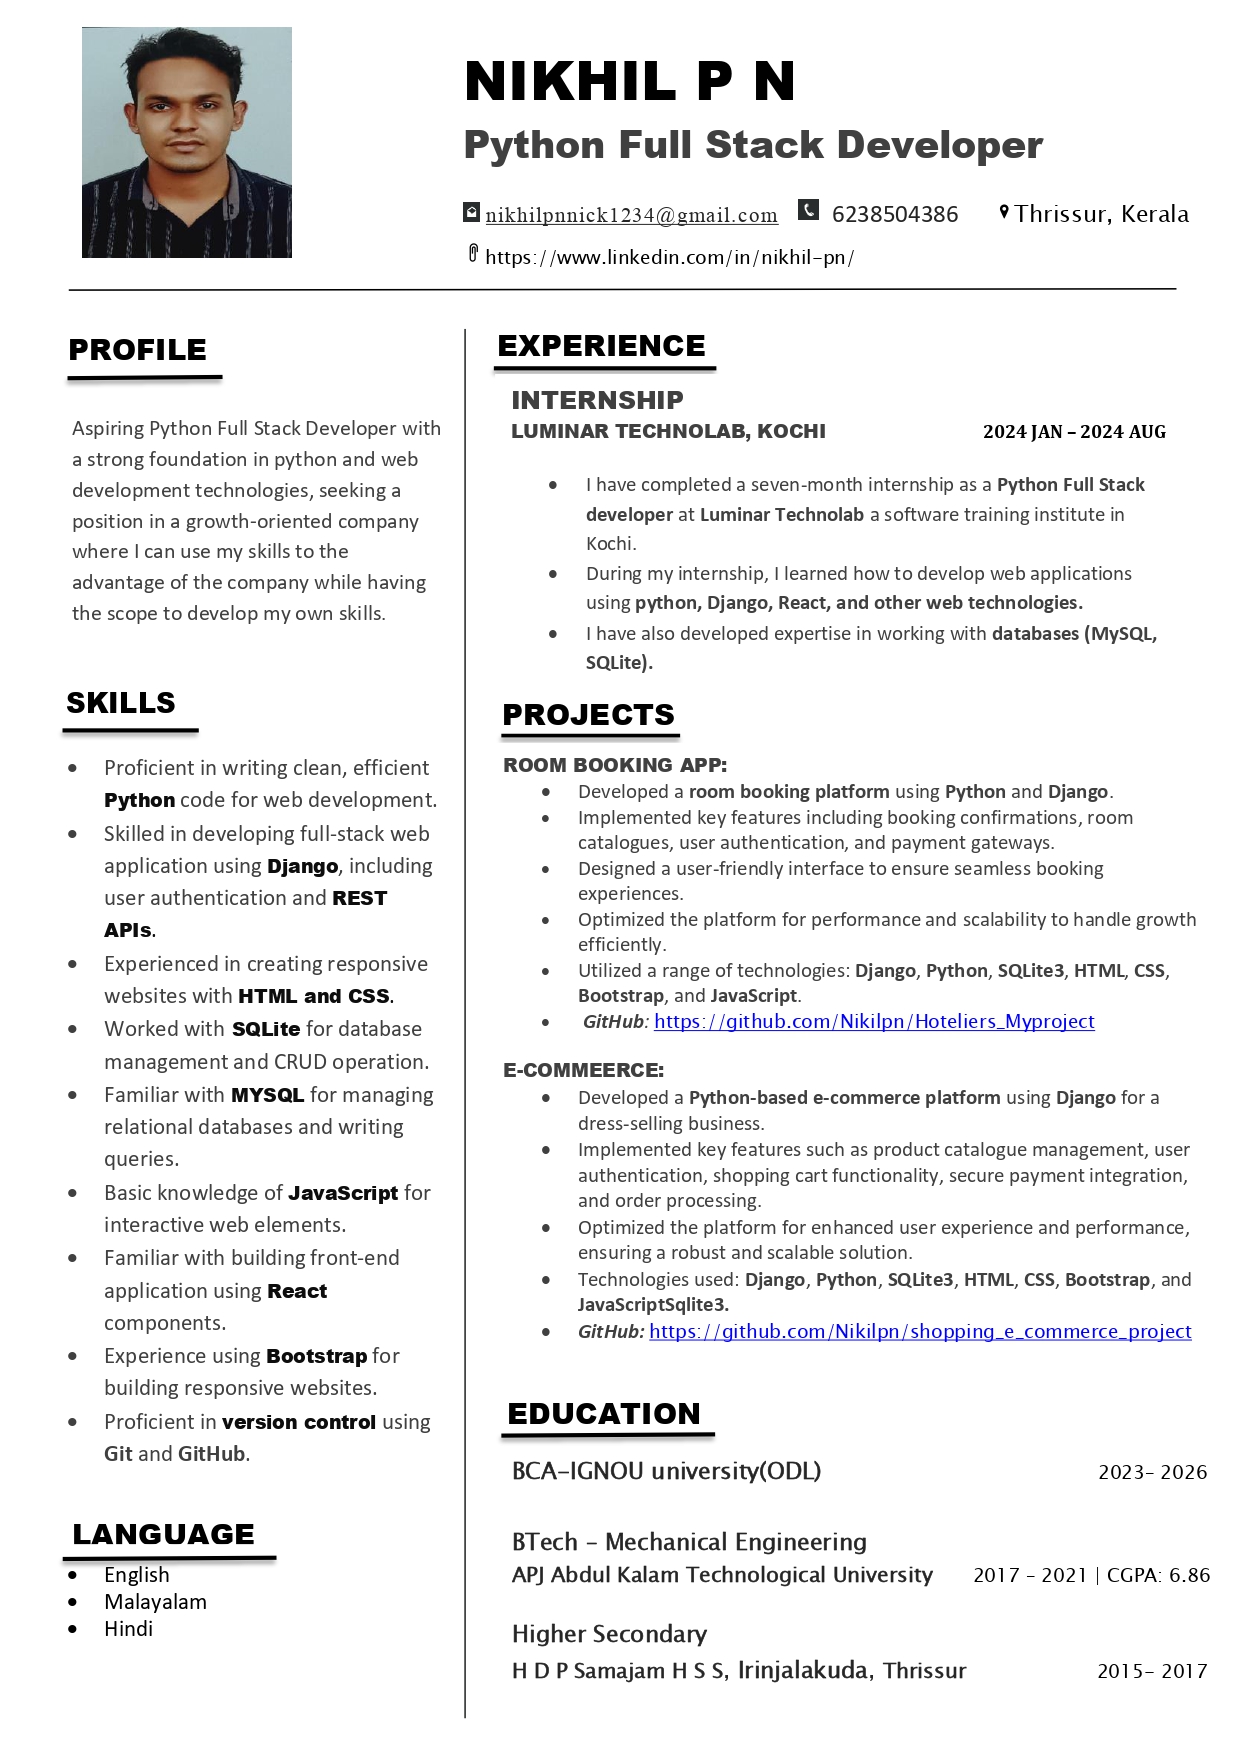 NIKHIL P N
Python Full Stack Developer
nikhilpnnick1234@gmail.com 6238504386 Thrissur, Kerala
https://www.linkedin.com/in/nikhil-pn/
PROFILE
Aspiring Python Full Stack Developer with
a strong foundation in python and web
development technologies, seeking a
position in a growth-oriented company
where I can use my skills to the
advantage of the company while having
the scope to develop my own skills.
SKILLS
• Proficient in writing clean, efficient
Python code for web development.
• Skilled in developing full-stack web
application using Django, including
user authentication and REST
APIs.
• Experienced in creating responsive
websites with HTML and CSS.
• Worked with SQLite for database
management and CRUD operation.
• Familiar with MYSQL for managing
relational databases and writing
queries.
• Basic knowledge of JavaScript for
interactive web elements.
• Familiar with building front-end
application using React
components.
• Experience using Bootstrap for
building responsive websites.
• Proficient in version control using
Git and GitHub.
LANGUAGE
• English
• Malayalam
• Hindi
EXPERIENCE
INTERNSHIP
LUMINAR TECHNOLAB, KOCHI 2024 JAN – 2024 AUG
• I have completed a seven-month internship as a Python Full Stack
developer at Luminar Technolab a software training institute in
Kochi.
• During my internship, I learned how to develop web applications
using python, Django, React, and other web technologies.
• I have also developed expertise in working with databases (MySQL,
SQLite).
PROJECTS
ROOM BOOKING APP:
• Developed a room booking platform using Python and Django.
• Implemented key features including booking confirmations, room
catalogues, user authentication, and payment gateways.
• Designed a user-friendly interface to ensure seamless booking
experiences.
• Optimized the platform for performance and scalability to handle growth
efficiently.
• Utilized a range of technologies: Django, Python, SQLite3, HTML, CSS,
Bootstrap, and JavaScript.
• GitHub: https://github.com/Nikilpn/Hoteliers_Myproject
E-COMMEERCE:
• Developed a Python-based e-commerce platform using Django for a
dress-selling business.
• Implemented key features such as product catalogue management, user
authentication, shopping cart functionality, secure payment integration,
and order processing.
• Optimized the platform for enhanced user experience and performance,
ensuring a robust and scalable solution.
• Technologies used: Django, Python, SQLite3, HTML, CSS, Bootstrap, and
JavaScriptSqlite3.
• GitHub: https://github.com/Nikilpn/shopping_e_commerce_project
EDUCATION
BCA-IGNOU university(ODL) 2023- 2026
BTech – Mechanical Engineering
APJ Abdul Kalam Technological University 2017 – 2021 | CGPA: 6.86
Higher Secondary
H D P Samajam H S S, Irinjalakuda, Thrissur 2015- 2017